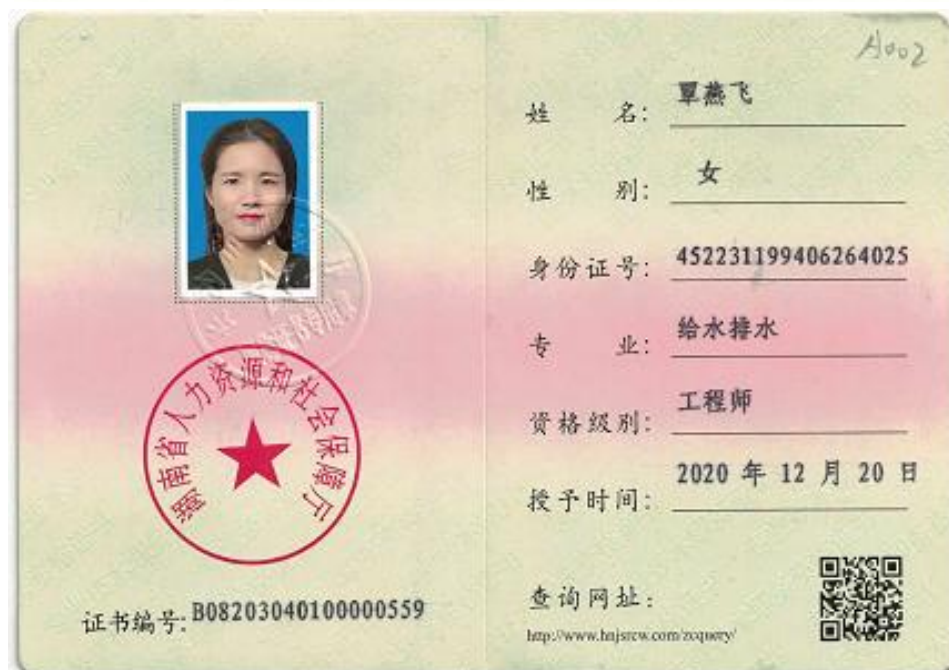 A002
姓 名: 覃燕飞
性 别: 女
身份证号: 452231199406264025
专 业: 给水排水
资格级别: 工程师
授予时间: 2020 年 12 月 20 日
湖南省人力资源和社会保障厅
证书编号: B08203040100000559
查询网址:
http://www.hnjsrcw.com/zcquery/